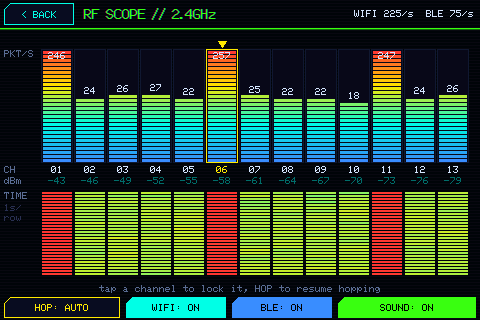 < BACK RF SCOPE // 2.4GHz WIFI 225/s BLE 75/s
PKT/S 246 24 26 27 22 257 25 22 22 18 247 24 26
CH 01 02 03 04 05 06 07 08 09 10 11 12 13
dBm -43 -46 -49 -52 -55 -58 -61 -64 -67 -70 -73 -76 -79
TIME
1s/
row
tap a channel to lock it, HOP to resume hopping
HOP: AUTO WIFI: ON BLE: ON SOUND: ON